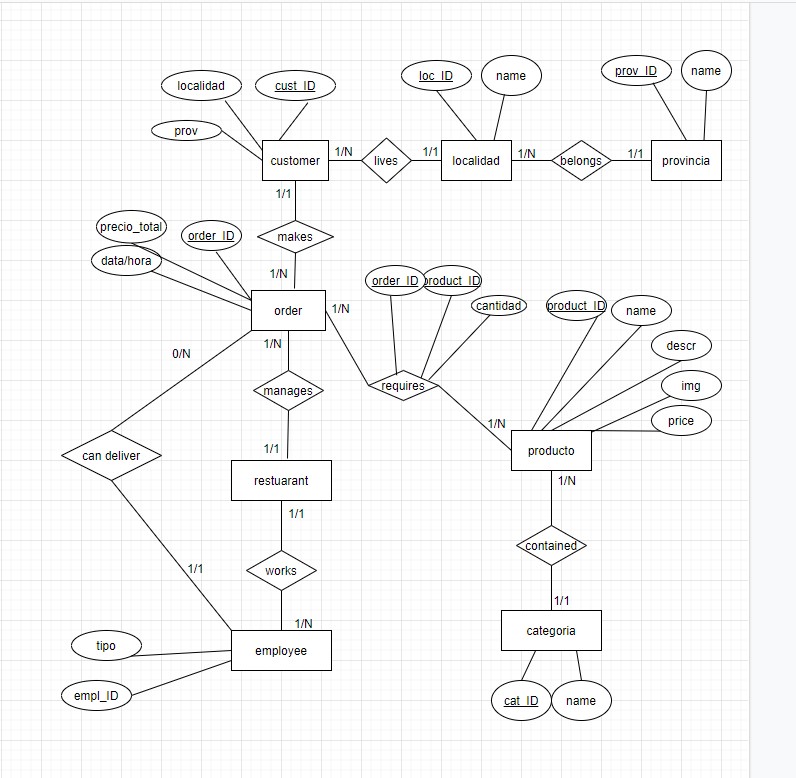 localidad
cust_ID
prov
customer
1/N
lives
1/1
loc_ID
name
localidad
1/N
belongs
1/1
prov_ID
name
provincia
1/1
makes
1/N
precio_total
data/hora
order_ID
order
1/N
order_ID
product_ID
cantidad
requires
1/N
product_ID
name
descr
img
price
producto
0/N
1/N
manages
1/1
can deliver
restuarant
1/1
works
1/1
1/N
tipo
empl_ID
employee
1/N
contained
1/1
categoria
cat_ID
name